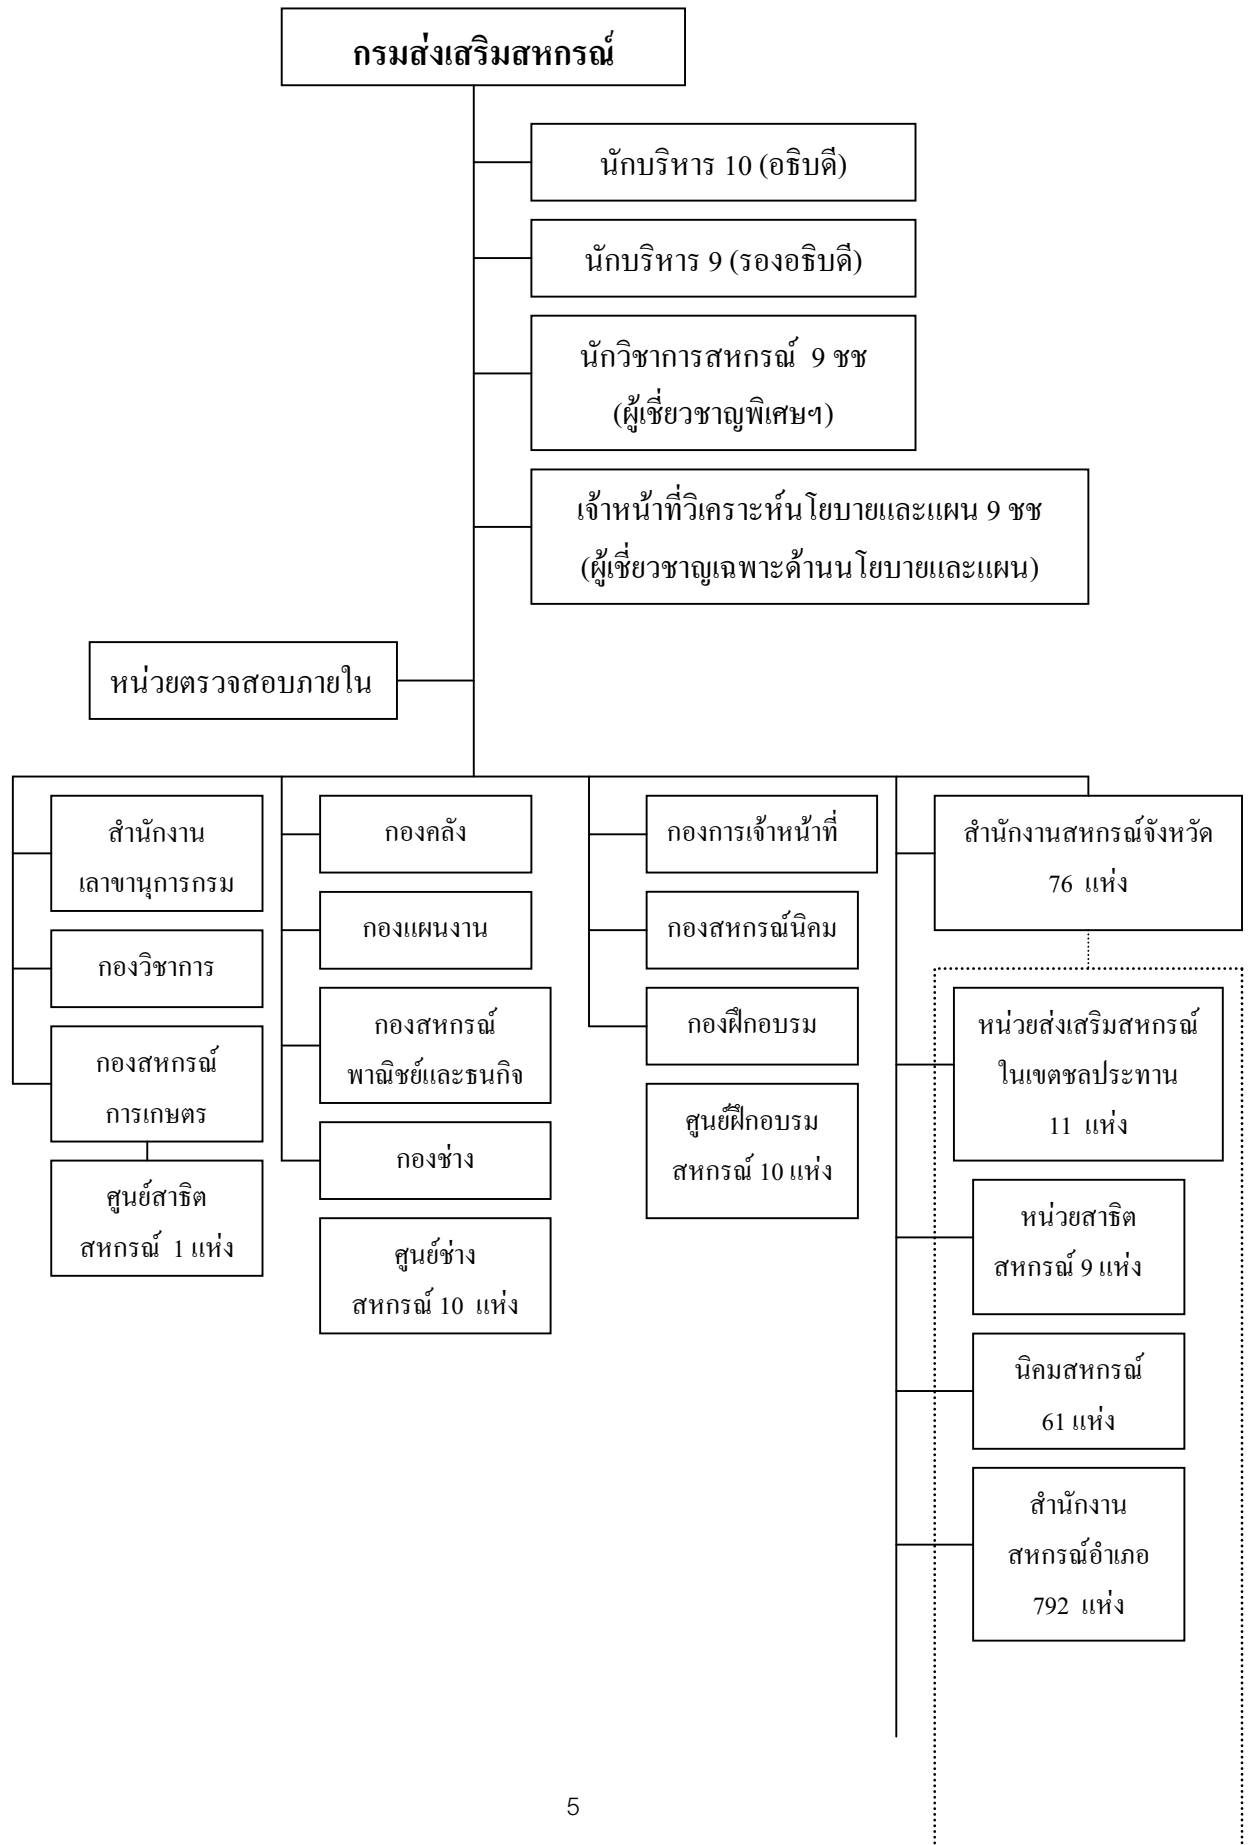 กรมส่งเสริมสหกรณ์
นักบริหาร 10 (อธิบดี)
นักบริหาร 9 (รองอธิบดี)
นักวิชาการสหกรณ์ 9 ชช
(ผู้เชี่ยวชาญพิเศษฯ)
เจ้าหน้าที่วิเคราะห์นโยบายและแผน 9 ชช
(ผู้เชี่ยวชาญเฉพาะด้านนโยบายและแผน)
หน่วยตรวจสอบภายใน
สำนักงาน
เลาขานุการกรม
กองวิชาการ
กองสหกรณ์
การเกษตร
ศูนย์สาธิต
สหกรณ์ 1 แห่ง
กองคลัง
กองแผนงาน
กองสหกรณ์
พาณิชย์และธนกิจ
กองช่าง
ศูนย์ช่าง
สหกรณ์ 10 แห่ง
กองการเจ้าหน้าที่
กองสหกรณ์นิคม
กองฝึกอบรม
ศูนย์ฝึกอบรม
สหกรณ์ 10 แห่ง
สำนักงานสหกรณ์จังหวัด
76 แห่ง
หน่วยส่งเสริมสหกรณ์
ในเขตชลประทาน
11 แห่ง
หน่วยสาธิต
สหกรณ์ 9 แห่ง
นิคมสหกรณ์
61 แห่ง
สำนักงาน
สหกรณ์อำเภอ
792 แห่ง
5